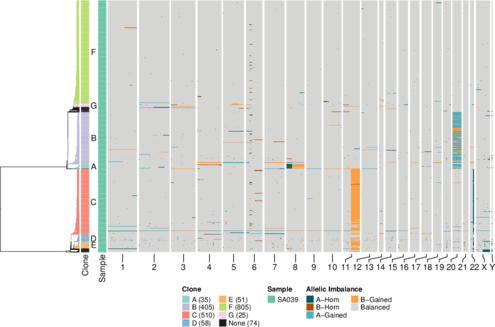 F
G
B
A
C
D
E
Clone
Sample
1 2 3 4 5 6 7 8 9 10 11 12 13 14 15 16 17 18 19 20 21 22 X Y
Clone Sample Allelic Imbalance
A (35) E (51) SA039 A−Hom B−Gained
B (405) F (805) B−Hom Balanced
C (510) G (25) A−Gained
D (58) None (74)